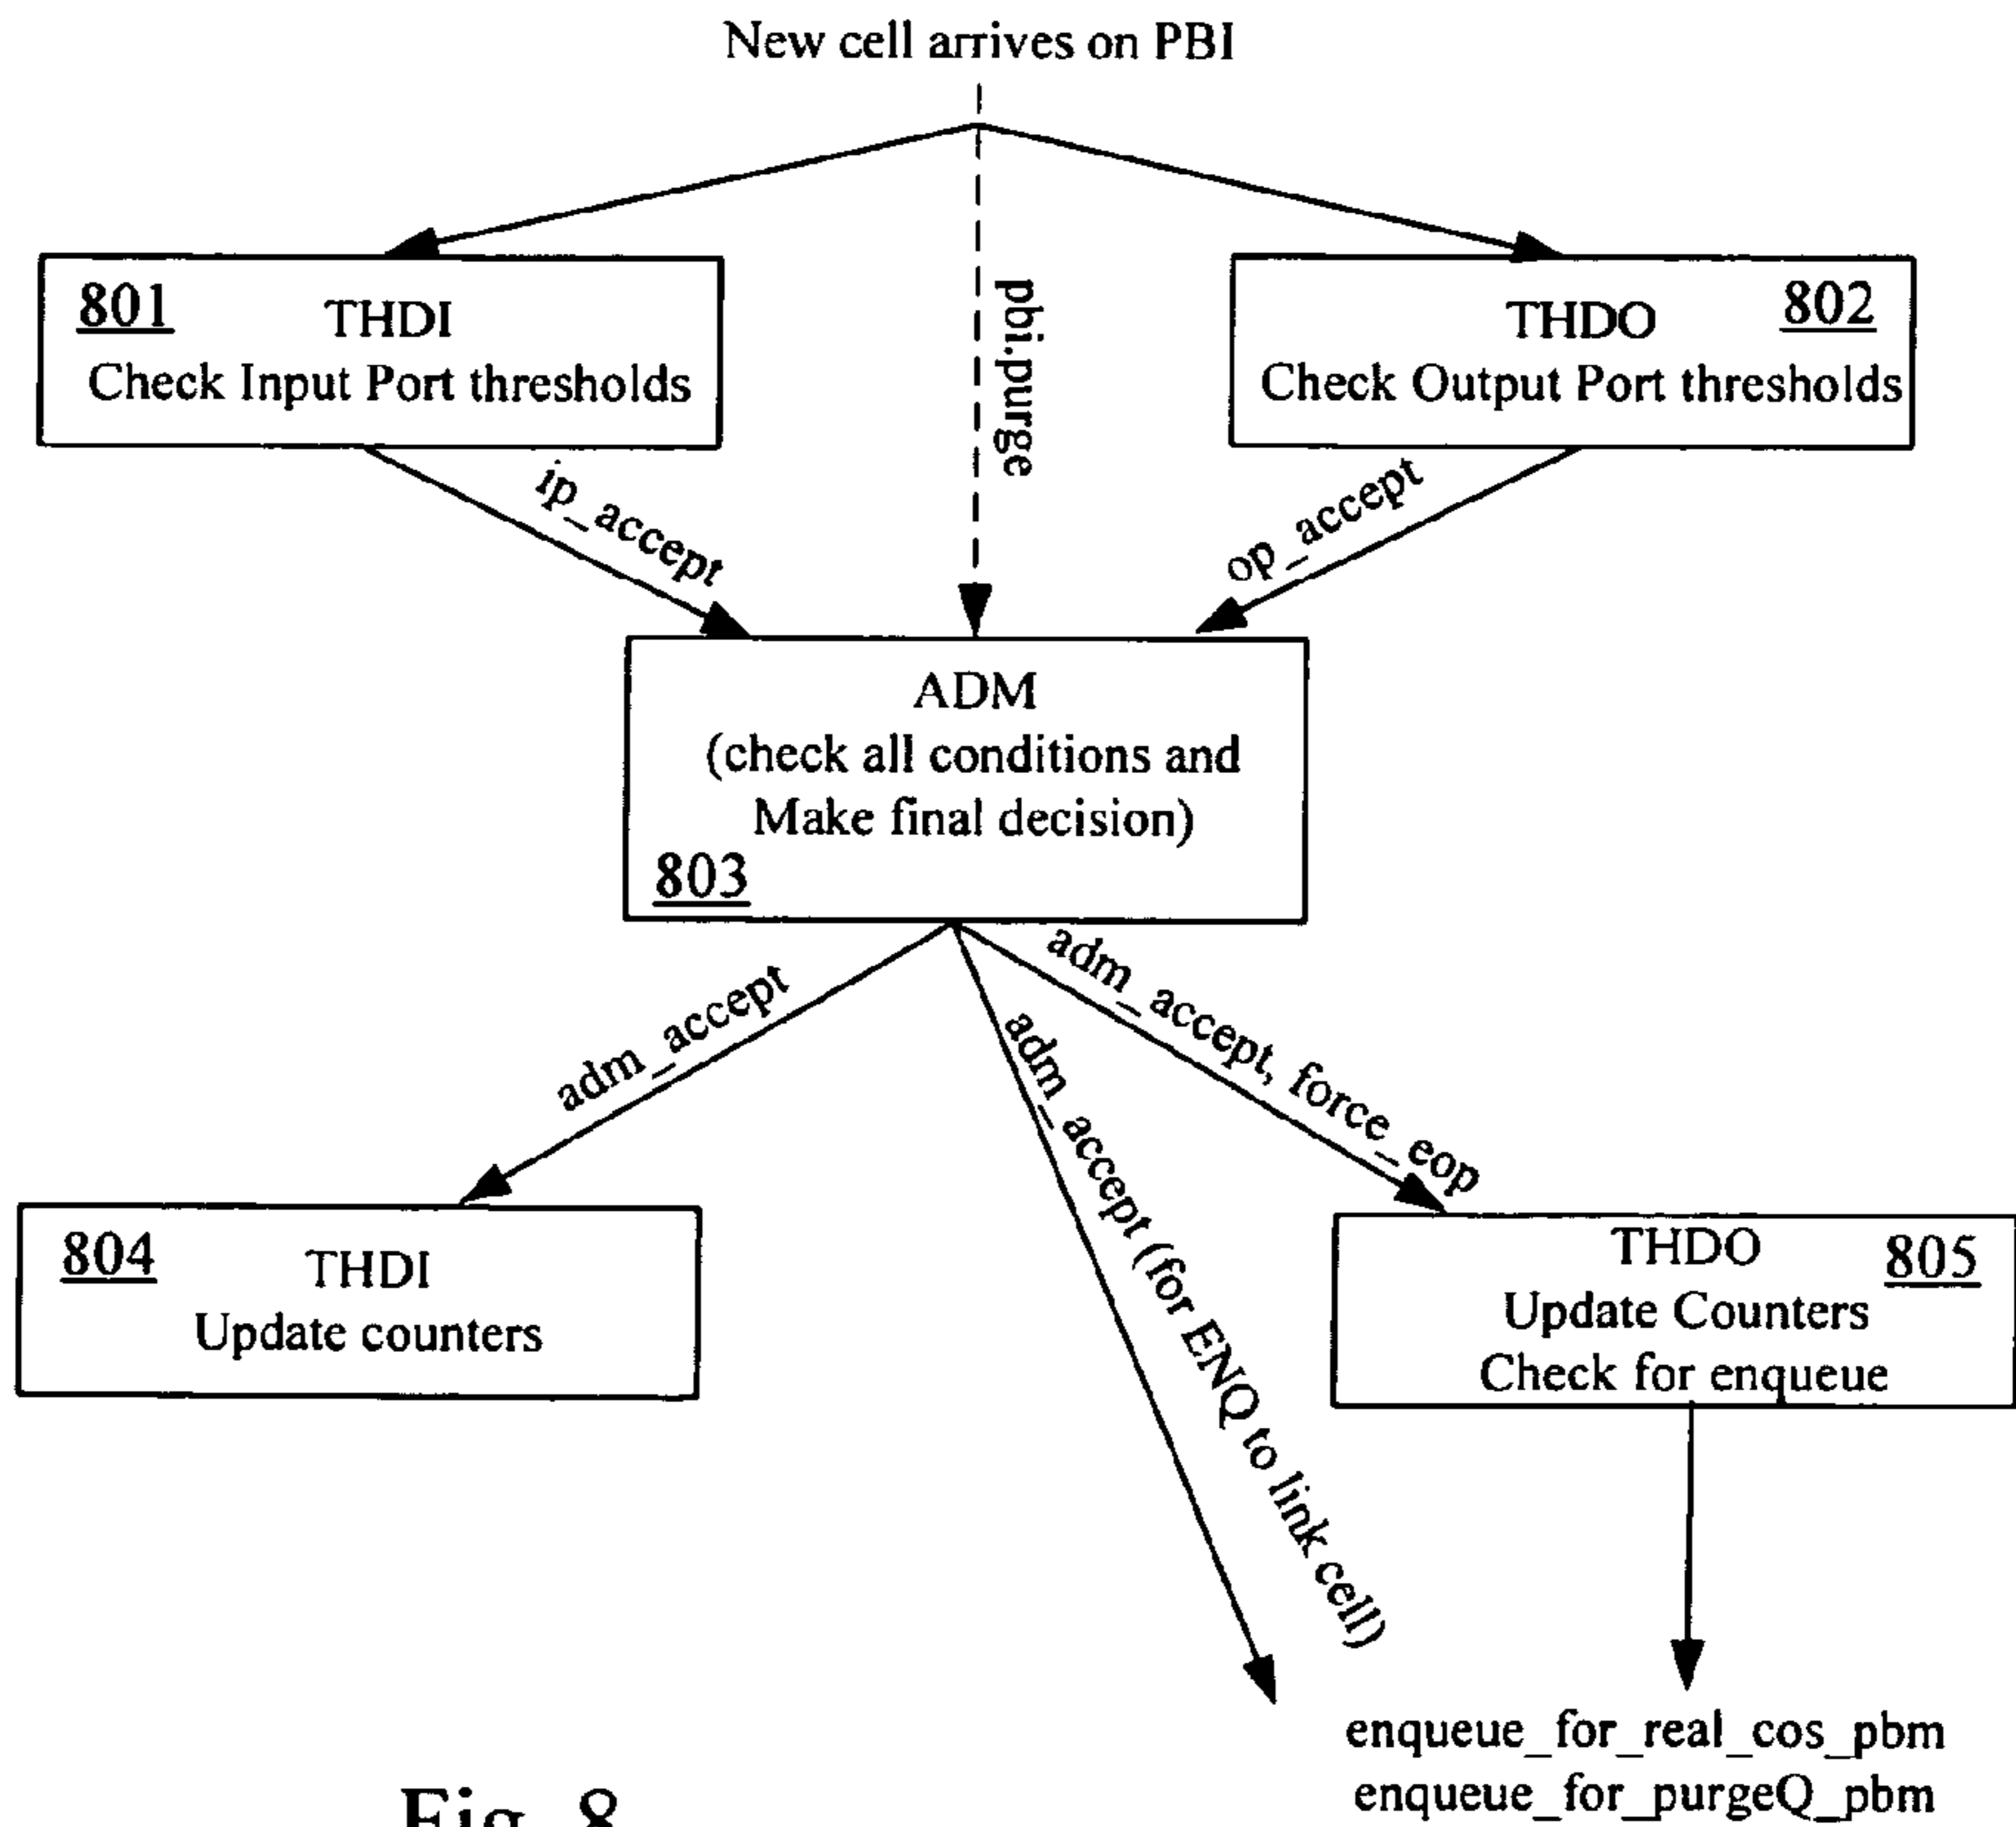 New cell arrives on PBI
801
THDI
Check Input Port thresholds
pbi.purge
802
THDO
Check Output Port thresholds
ip_accept
op_accept
ADM
(check all conditions and
Make final decision)
803
adm_accept
adm_accept (for ENQ to link cell)
adm_accept, force_eop
804
THDI
Update counters
THDO
805
Update Counters
Check for enqueue
enqueue_for_real_cos_pbm
enqueue_for_purgeQ_pbm
Fig. 8